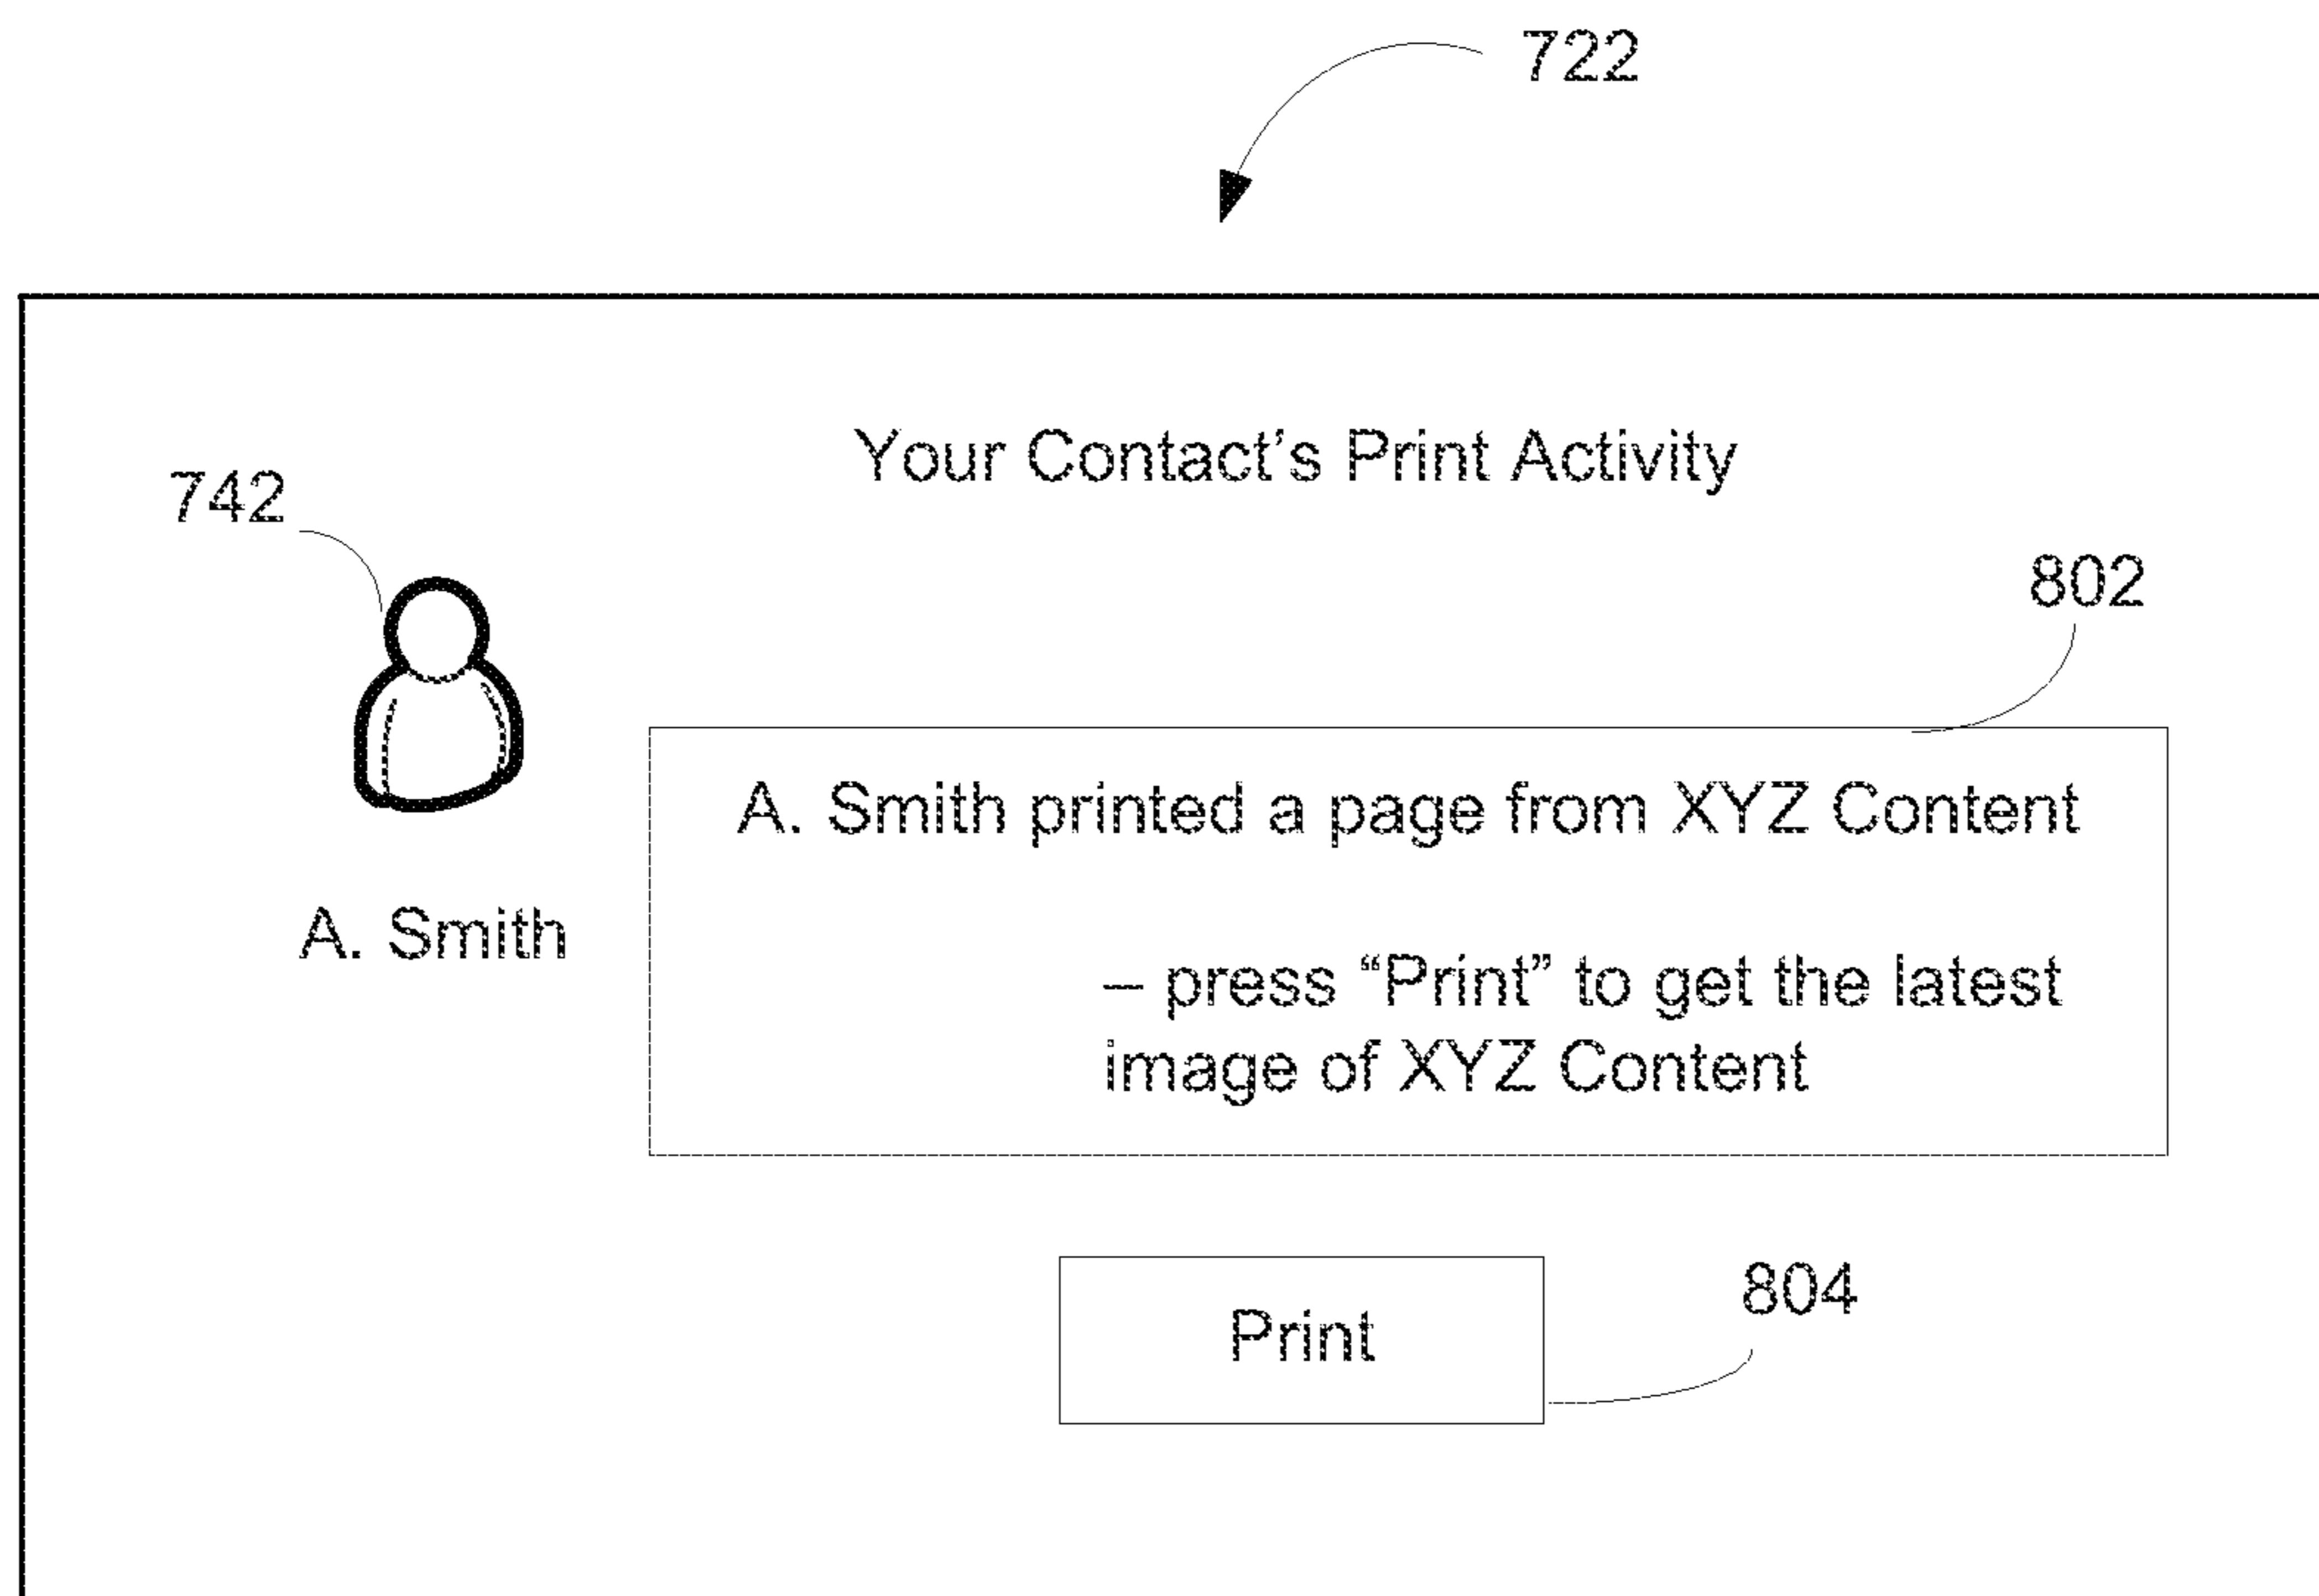 722
Your Contact’s Print Activity
742
802
A. Smith printed a page from XYZ Content
A. Smith
– press “Print” to get the latest
image of XYZ Content
804
Print